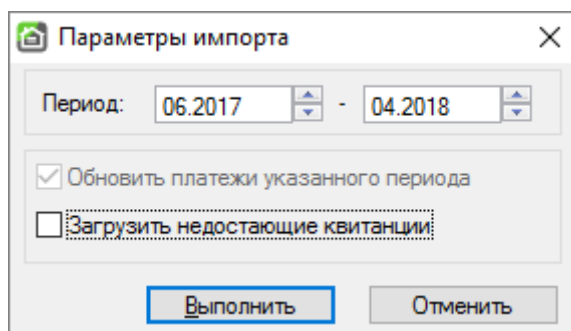 Параметры импорта
Период: 06.2017 - 04.2018
Обновить платежи указанного периода
Загрузить недостающие квитанции
Выполнить Отменить